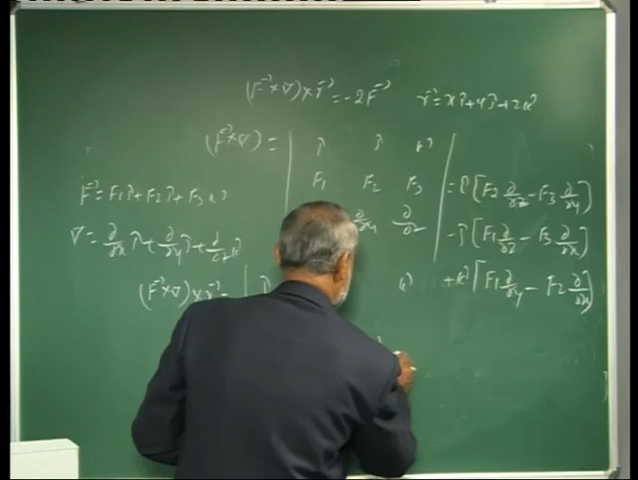 (F⃗ × ∇) × r⃗ = -2F⃗    r⃗ = xî + yĵ + zk̂
(F⃗ × ∇) = | î ĵ k̂ |
F⃗ = F₁î + F₂ĵ + F₃k̂    F₁ F₂ F₃    = î[F₂ ∂/∂z - F₃ ∂/∂y]
∇ = ∂/∂x î + ∂/∂y ĵ + ∂/∂z k̂    ∂/∂y ∂/∂z    - ĵ[F₁ ∂/∂z - F₃ ∂/∂x]
(F⃗ × ∇) × r⃗ = | î k̂    + k̂[F₁ ∂/∂y - F₂ ∂/∂x]